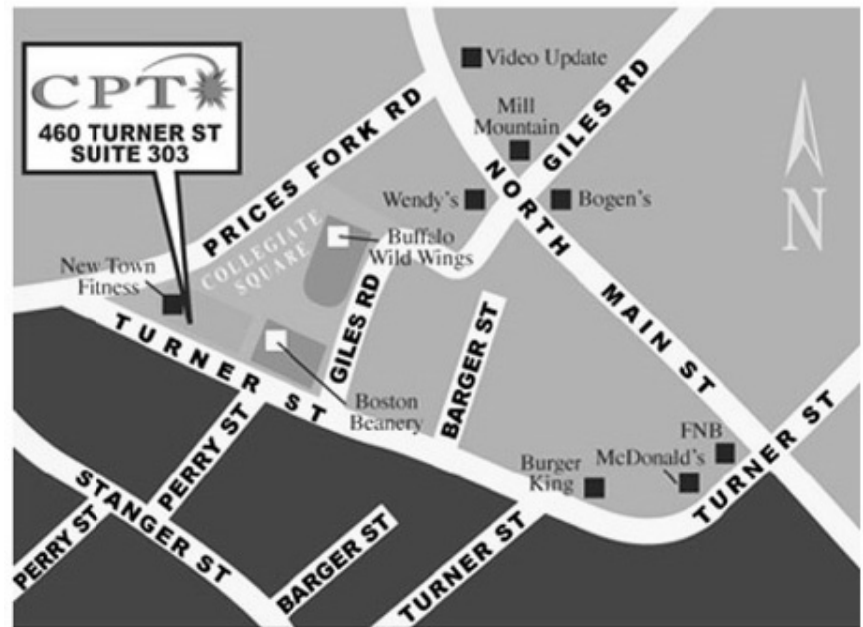 CPT
460 TURNER ST
SUITE 303
Video Update
Mill
Mountain
GILES RD
PRICES FORK RD
Wendy's
Bogen's
N
NORTH MAIN ST
COLLEGIATE
SQUARE
Buffalo
Wild Wings
New Town
Fitness
GILES RD
TURNER ST
BARGER ST
Boston
Beanery
PERRY ST
FNB
McDonald's
Burger
King
TURNER ST
STANGER ST
PERRY ST
BARGER ST
TURNER ST